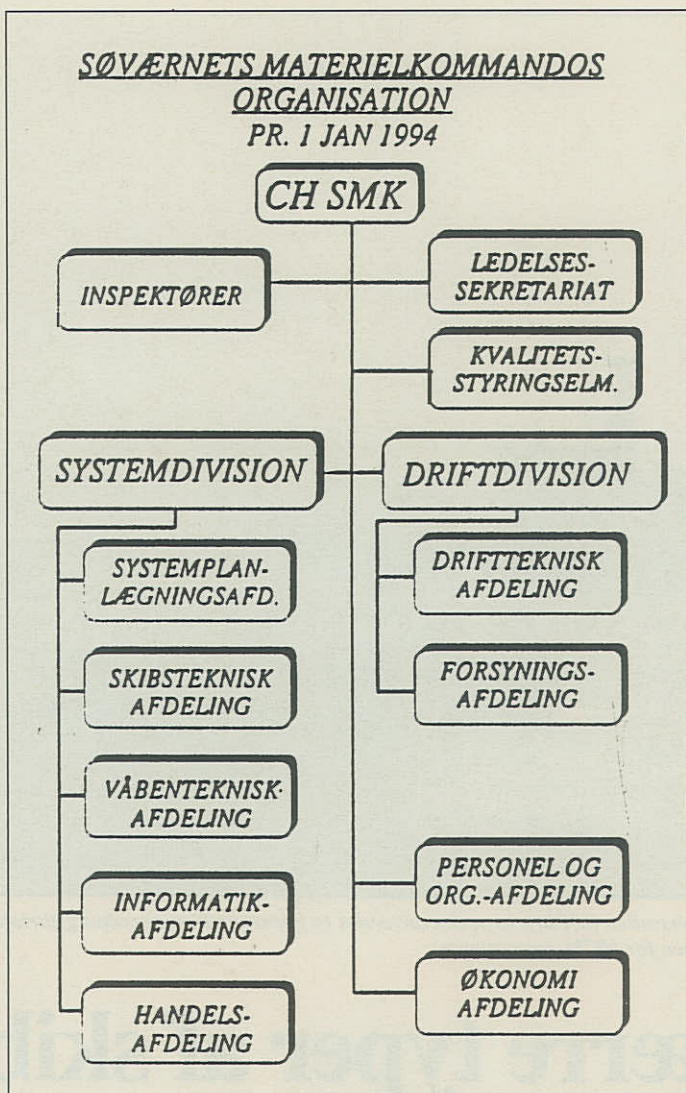 SØVÆRNETS MATERIELKOMMANDOS
ORGANISATION
PR. 1 JAN 1994
CH SMK
INSPEKTØRER
LEDELSES-
SEKRETARIAT
KVALITETS-
STYRINGSELM.
SYSTEMDIVISION
DRIFTDIVISION
SYSTEMPLAN-
LÆGNINGSAFD.
SKIBSTEKNISK
AFDELING
VÅBENTEKNISK-
AFDELING
INFORMATIK-
AFDELING
HANDELS-
AFDELING
DRIFTTEKNISK
AFDELING
FORSYNINGS-
AFDELING
PERSONEL OG
ORG.-AFDELING
ØKONOMI
AFDELING